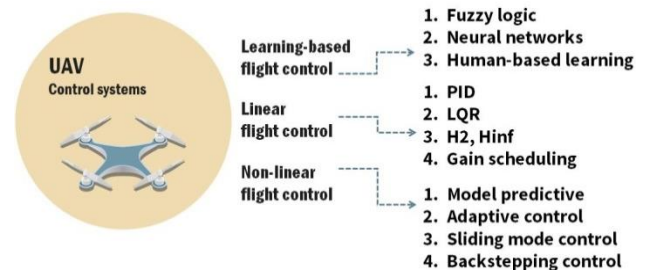 UAV
Control systems
Learning-based
flight control
1. Fuzzy logic
2. Neural networks
3. Human-based learning
Linear
flight control
1. PID
2. LQR
3. H2, Hinf
4. Gain scheduling
Non-linear
flight control
1. Model predictive
2. Adaptive control
3. Sliding mode control
4. Backstepping control